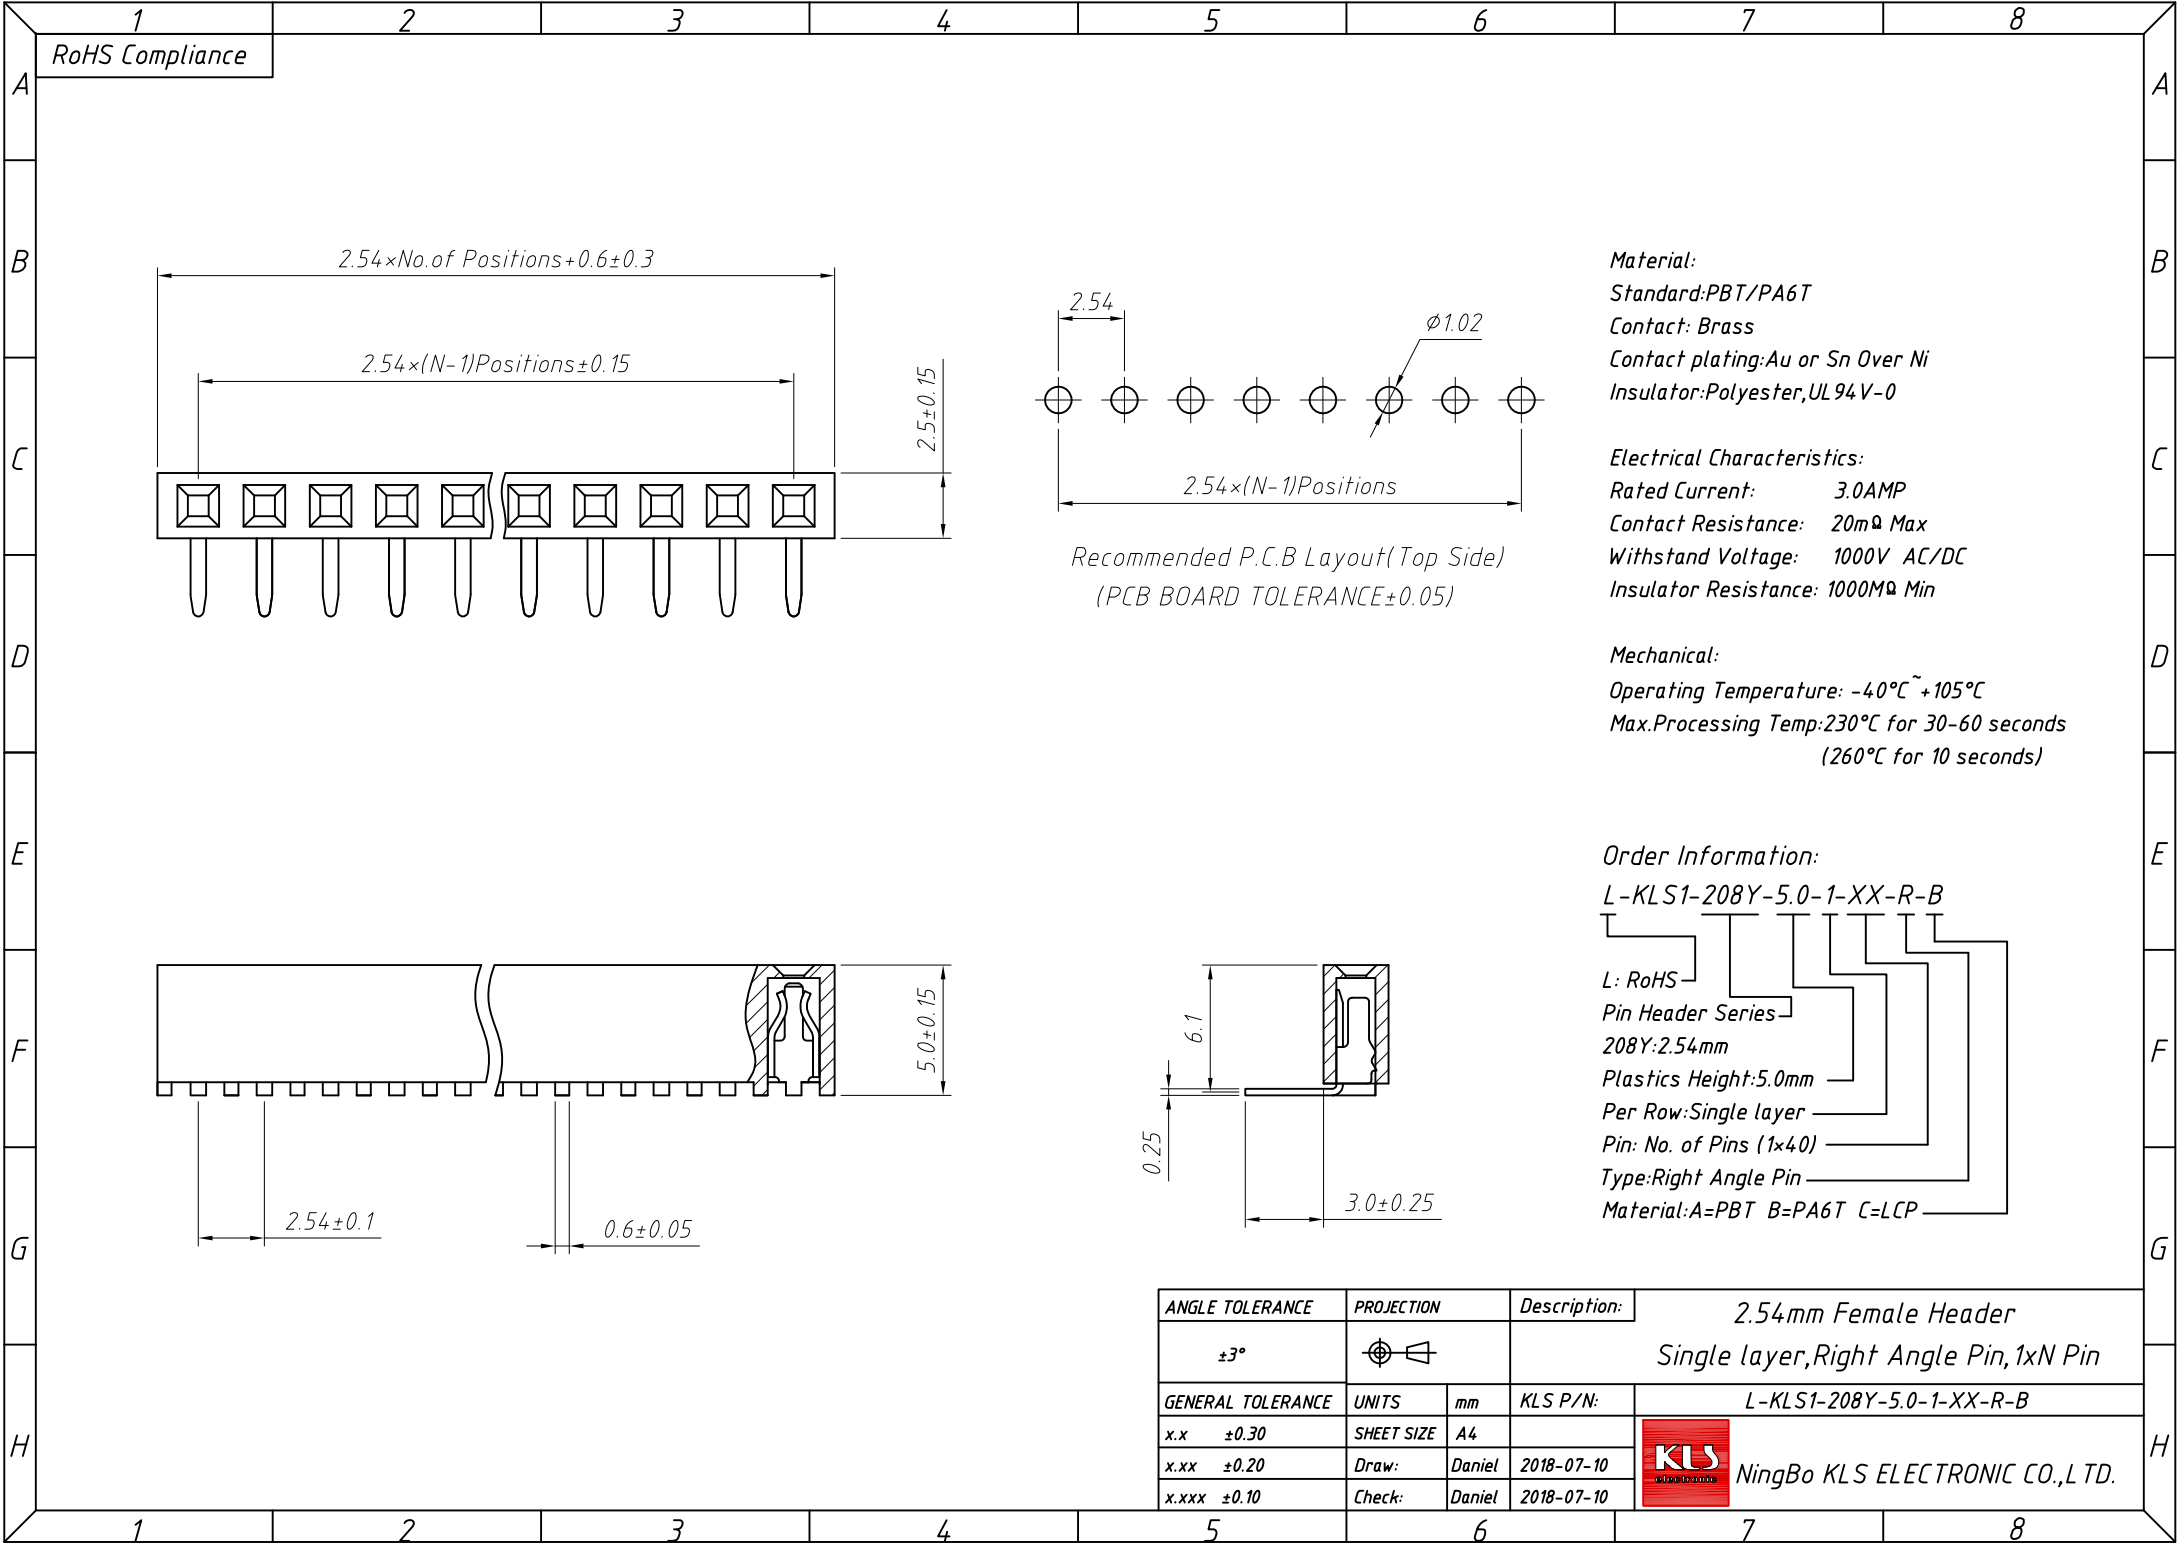 1 2 3 4 5 6 7 8
RoHS Compliance
A A
B B
C C
D D
E E
F F
G G
H H
2.54×No.of Positions+0.6±0.3
2.54×(N-1)Positions±0.15
2.5±0.15
2.54
φ1.02
2.54×(N-1)Positions
Recommended P.C.B Layout(Top Side)
(PCB BOARD TOLERANCE±0.05)
Material:
Standard:PBT/PA6T
Contact: Brass
Contact plating:Au or Sn Over Ni
Insulator:Polyester,UL94V-0
Electrical Characteristics:
Rated Current: 3.0AMP
Contact Resistance: 20mΩ Max
Withstand Voltage: 1000V AC/DC
Insulator Resistance: 1000MΩ Min
Mechanical:
Operating Temperature: -40°C~+105°C
Max.Processing Temp:230°C for 30-60 seconds
(260°C for 10 seconds)
5.0±0.15
2.54±0.1
0.6±0.05
6.1
0.25
3.0±0.25
Order Information:
L-KLS1-208Y-5.0-1-XX-R-B
L: RoHS
Pin Header Series
208Y:2.54mm
Plastics Height:5.0mm
Per Row:Single layer
Pin: No. of Pins (1×40)
Type:Right Angle Pin
Material:A=PBT B=PA6T C=LCP
ANGLE TOLERANCE
±3°
GENERAL TOLERANCE
x.x ±0.30
x.xx ±0.20
x.xxx ±0.10
PROJECTION
UNITS mm
SHEET SIZE A4
Draw: Daniel 2018-07-10
Check: Daniel 2018-07-10
Description:
2.54mm Female Header
Single layer,Right Angle Pin,1xN Pin
KLS P/N:
L-KLS1-208Y-5.0-1-XX-R-B
KLS
electronic
NingBo KLS ELECTRONIC CO.,LTD.
1 2 3 4 5 6 7 8